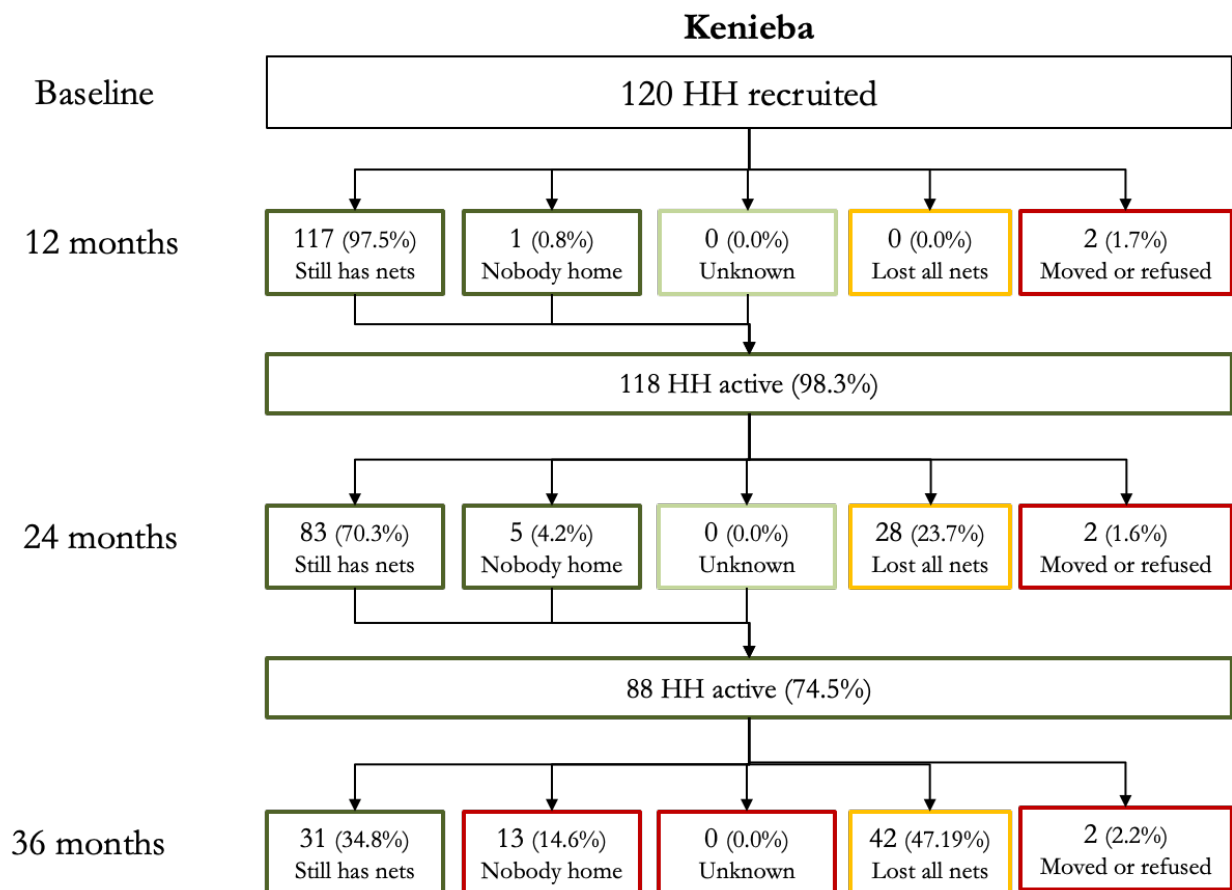 Kenieba
Baseline
120 HH recruited
12 months
117 (97.5%)
Still has nets
1 (0.8%)
Nobody home
0 (0.0%)
Unknown
0 (0.0%)
Lost all nets
2 (1.7%)
Moved or refused
118 HH active (98.3%)
24 months
83 (70.3%)
Still has nets
5 (4.2%)
Nobody home
0 (0.0%)
Unknown
28 (23.7%)
Lost all nets
2 (1.6%)
Moved or refused
88 HH active (74.5%)
36 months
31 (34.8%)
Still has nets
13 (14.6%)
Nobody home
0 (0.0%)
Unknown
42 (47.19%)
Lost all nets
2 (2.2%)
Moved or refused